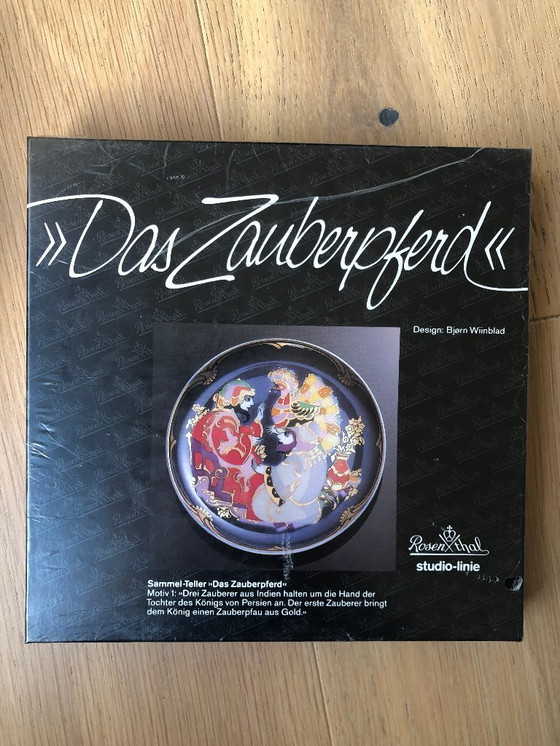 »Das Zauberpferd«
Design: Bjørn Wiinblad
Rosenthal
studio-linie
Sammel-Teller »Das Zauberpferd«
Motiv 1: »Drei Zauberer aus Indien halten um die Hand der
Tochter des Königs von Persien an. Der erste Zauberer bringt
dem König einen Zauberpfau aus Gold.«